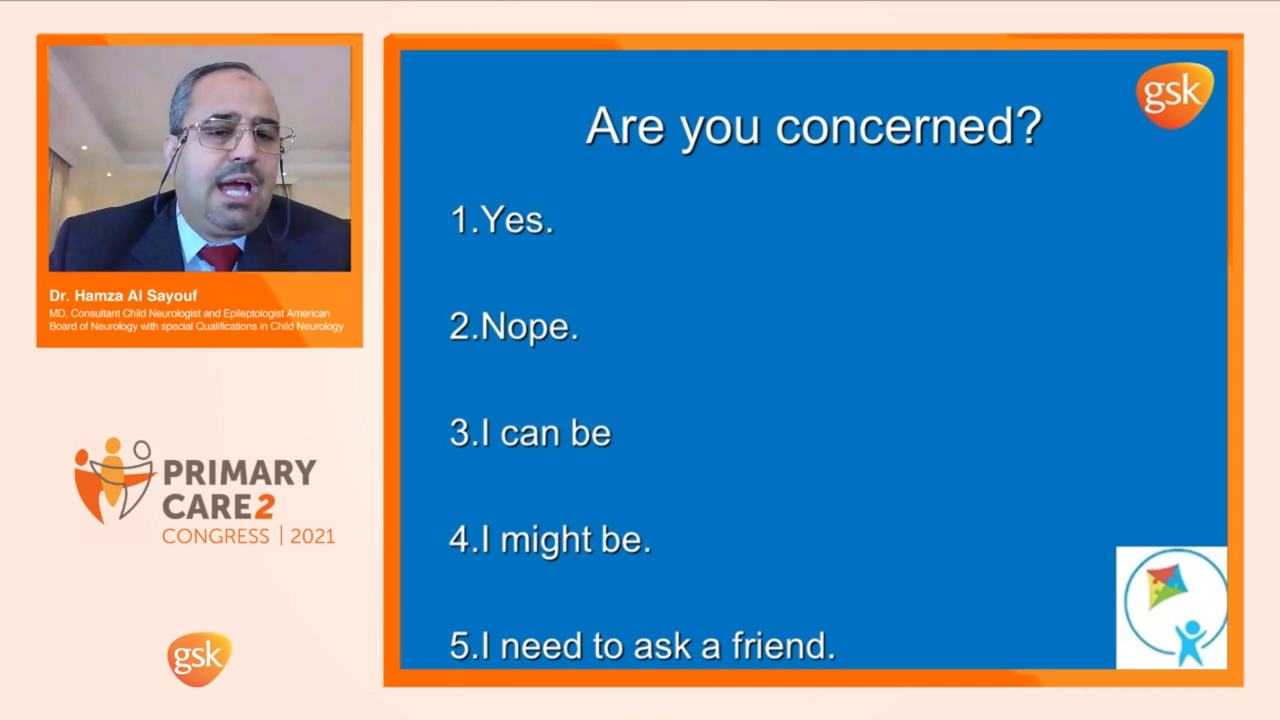 Dr. Hamza Al Sayouf
MD, Consultant Child Neurologist and Epileptologist American
Board of Neurology with special Qualifications in Child Neurology
PRIMARY
CARE2
CONGRESS | 2021
gsk
gsk
Are you concerned?
1.Yes.
2.Nope.
3.I can be
4.I might be.
5.I need to ask a friend.